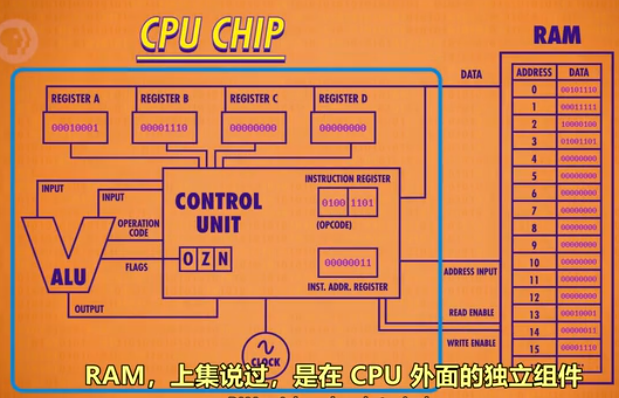 CPU CHIP
RAM
DATA
ADDRESS DATA
0 00101110
1 00011111
2 10000100
3 01001101
4 00000000
5 00000000
6 00000000
7 00000000
8 00000000
9 00000000
10 00000000
11 00000000
12 00000000
13 00010001
14 00000011
15 00001110
REGISTER A
00010001
REGISTER B
00001110
REGISTER C
00000000
REGISTER D
00000000
INPUT
INPUT
OPERATION
CODE
FLAGS
ALU
OUTPUT
CONTROL
UNIT
O Z N
INSTRUCTION REGISTER
0100 1101
(OPCODE)
00000011
INST. ADDR. REGISTER
CLOCK
ADDRESS INPUT
READ ENABLE
WRITE ENABLE
RAM，上集说过，是在 CPU 外面的独立组件